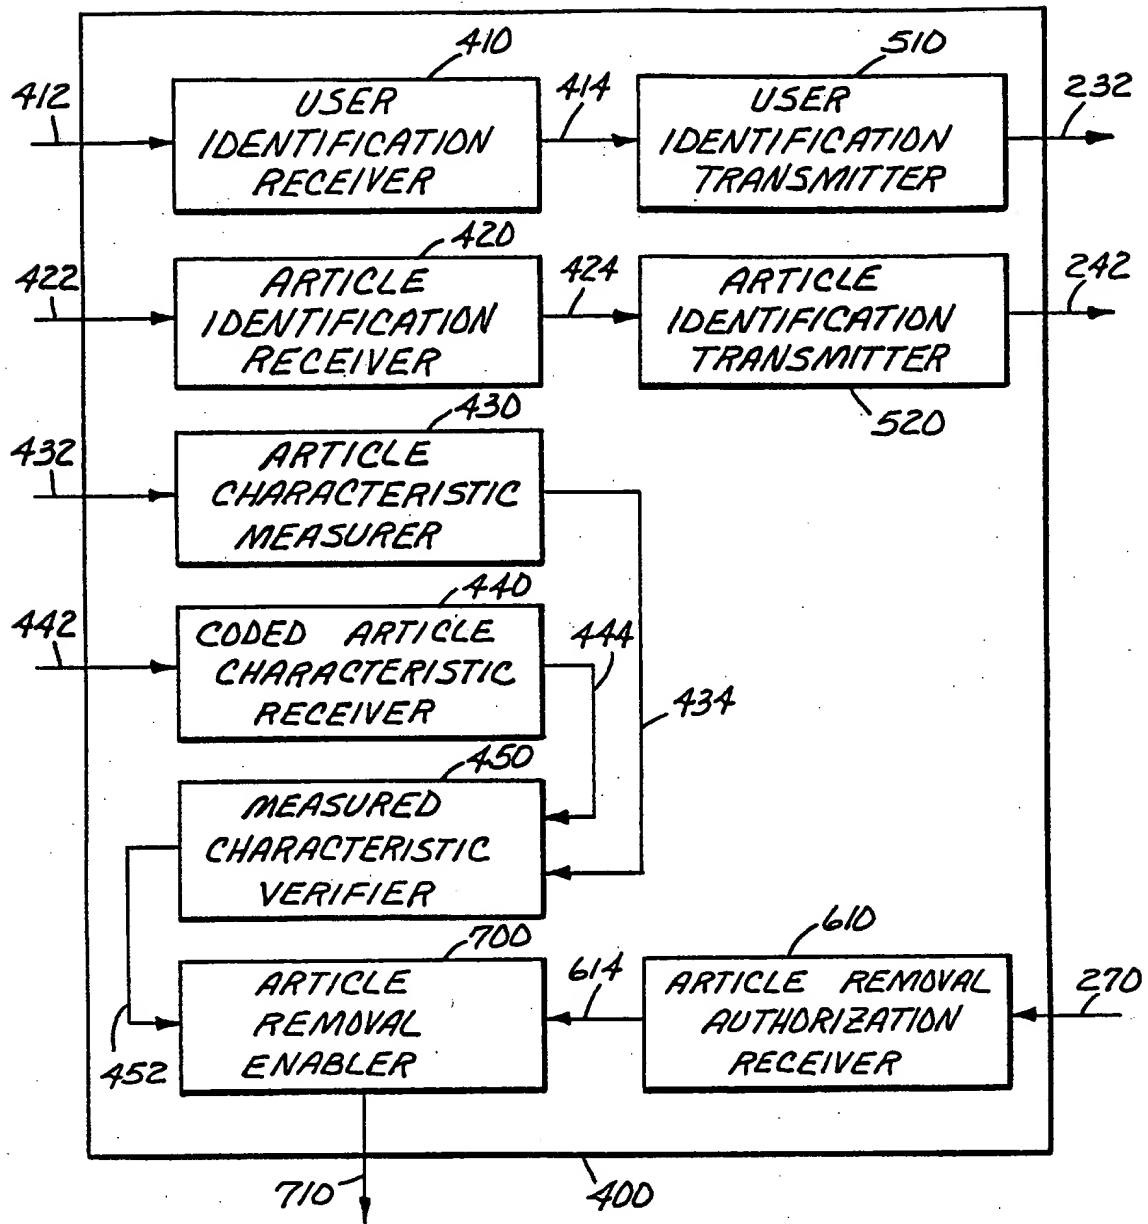 410
510
412
USER
IDENTIFICATION
RECEIVER
414
USER
IDENTIFICATION
TRANSMITTER
232
420
422
ARTICLE
IDENTIFICATION
RECEIVER
424
ARTICLE
IDENTIFICATION
TRANSMITTER
242
520
430
432
ARTICLE
CHARACTERISTIC
MEASURER
440
442
CODED ARTICLE
CHARACTERISTIC
RECEIVER
444
434
450
MEASURED
CHARACTERISTIC
VERIFIER
700
610
ARTICLE
REMOVAL
ENABLER
614
ARTICLE REMOVAL
AUTHORIZATION
RECEIVER
270
452
710
400